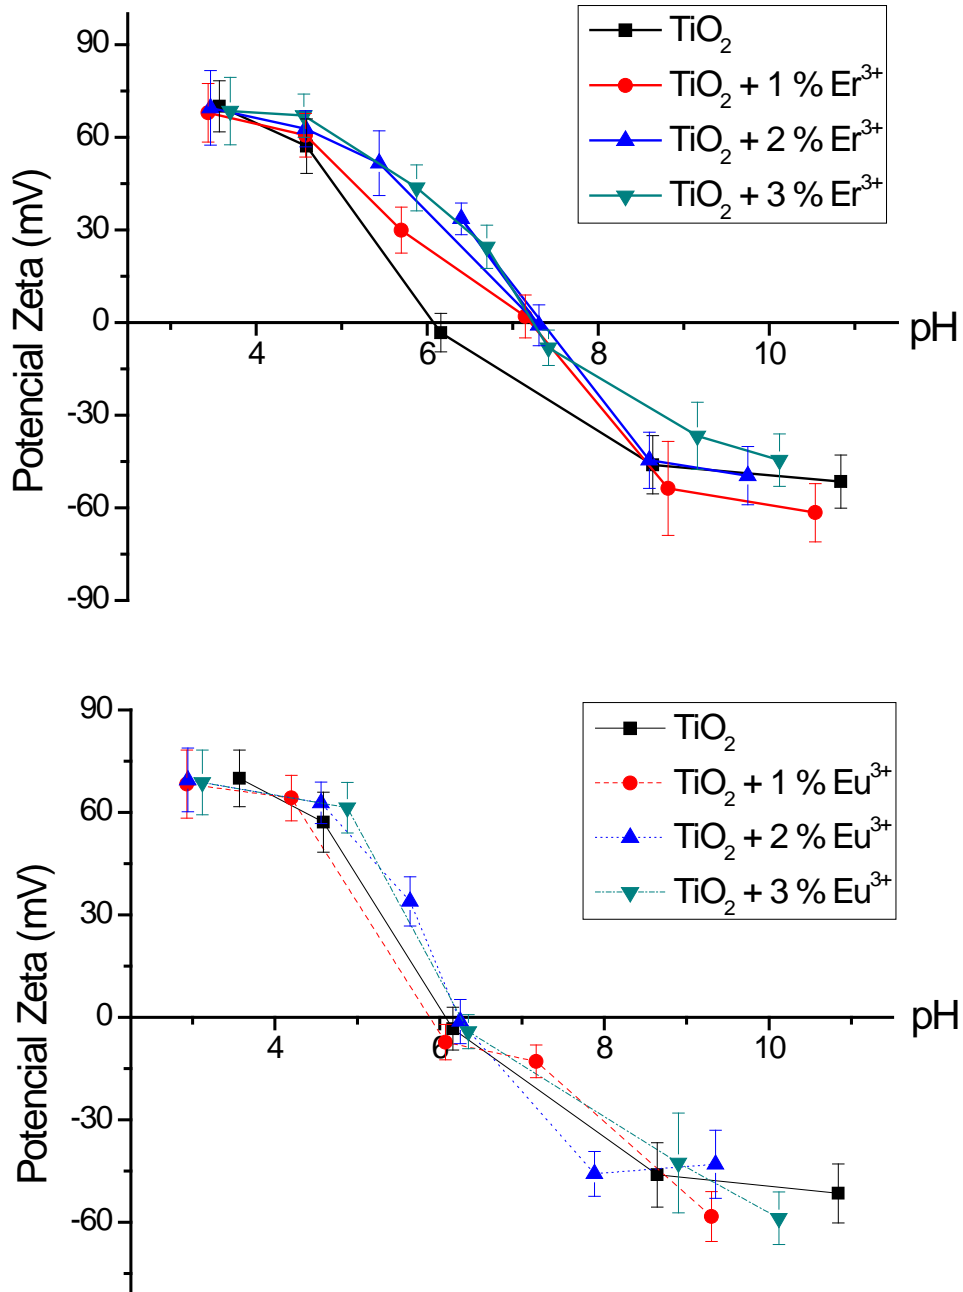 90
60
30
0
-30
-60
-90
4
6
8
10
pH
Potencial Zeta (mV)
TiO₂
TiO₂ + 1 % Er³⁺
TiO₂ + 2 % Er³⁺
TiO₂ + 3 % Er³⁺
90
60
30
0
-30
-60
4
6
8
10
pH
Potencial Zeta (mV)
TiO₂
TiO₂ + 1 % Eu³⁺
TiO₂ + 2 % Eu³⁺
TiO₂ + 3 % Eu³⁺